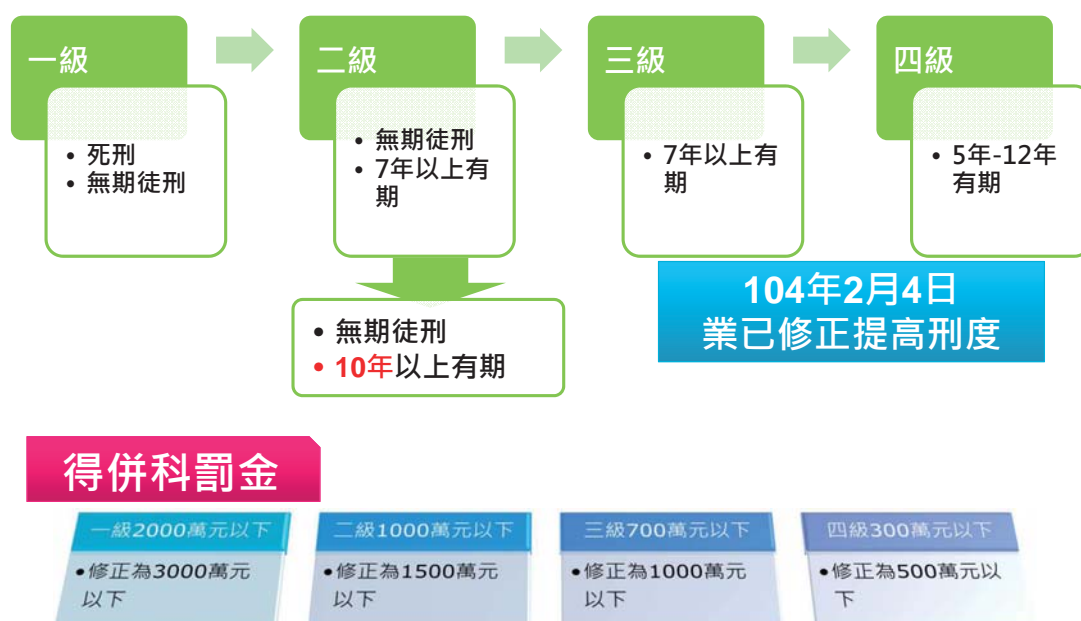 一級
二級
三級
四級
• 死刑
• 無期徒刑
• 無期徒刑
• 7年以上有
期
• 7年以上有
期
• 5年-12年
有期
• 無期徒刑
• 10年以上有期
104年2月4日
業已修正提高刑度
得併科罰金
一級2000萬元以下
•修正為3000萬元
以下
二級1000萬元以下
•修正為1500萬元
以下
三級700萬元以下
•修正為1000萬元
以下
四級300萬元以下
•修正為500萬元以
下